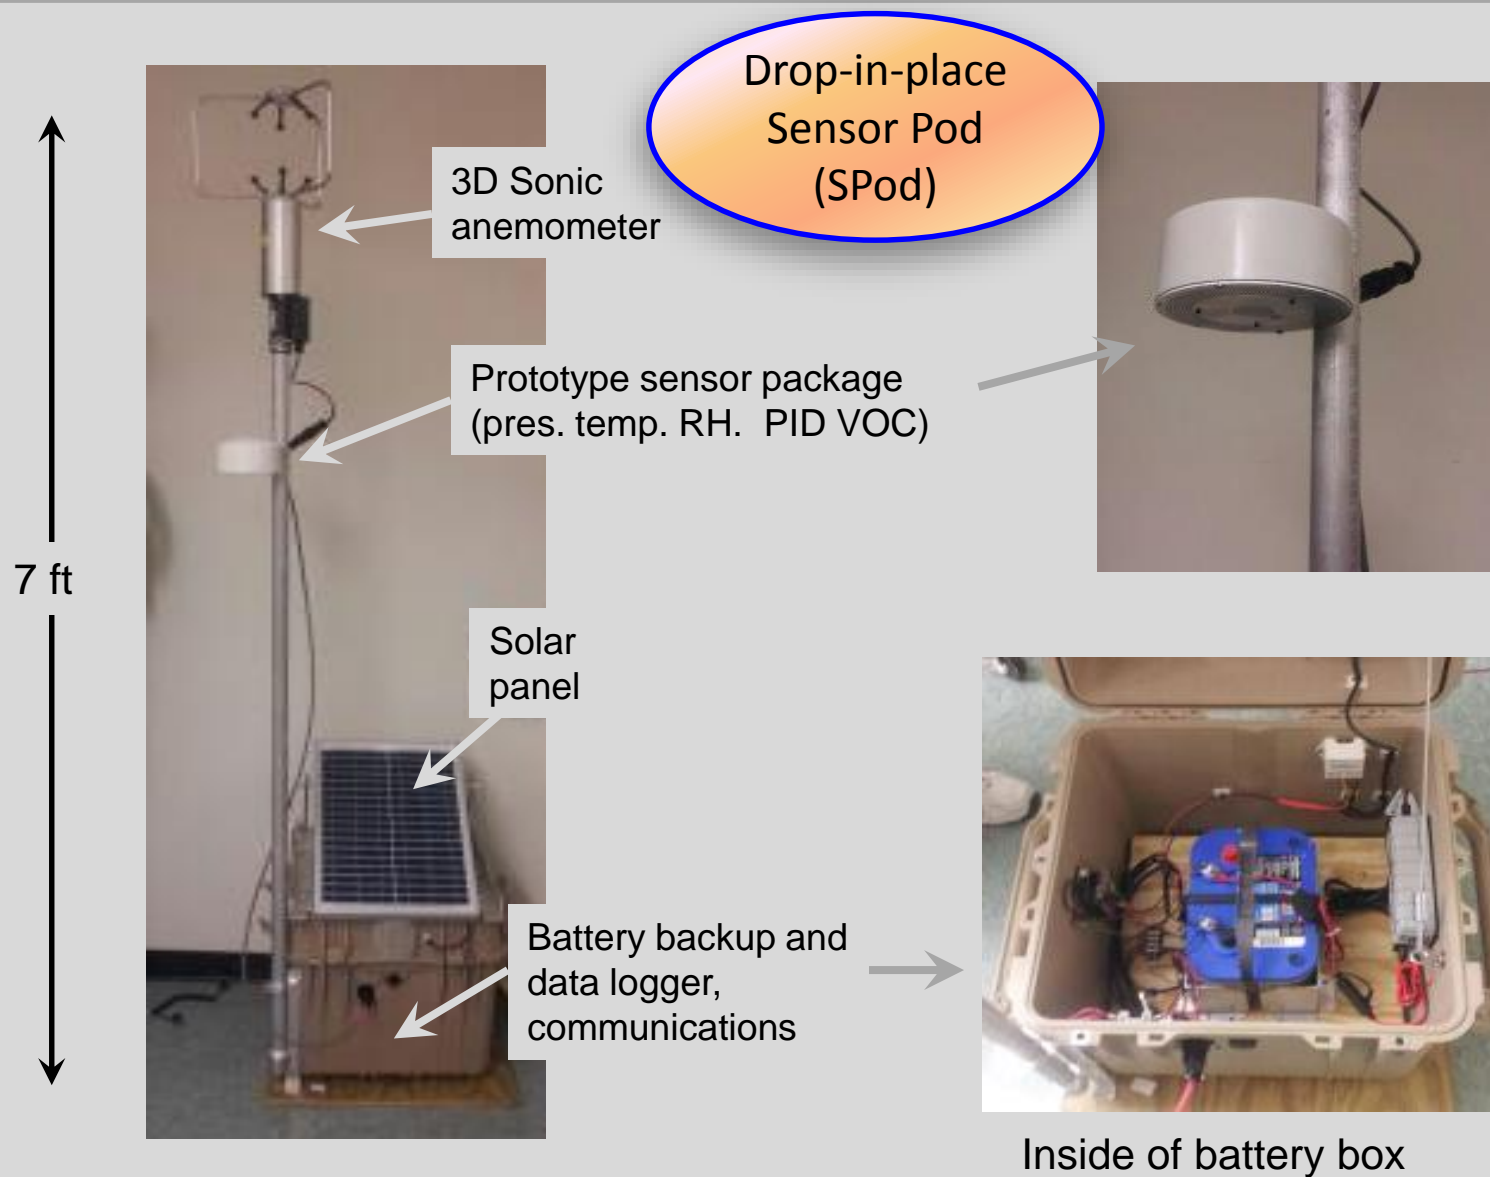 Drop-in-place
Sensor Pod
(SPod)
3D Sonic
anemometer
Prototype sensor package
(pres. temp. RH.  PID VOC)
7 ft
Solar
panel
Battery backup and
data logger,
communications
Inside of battery box